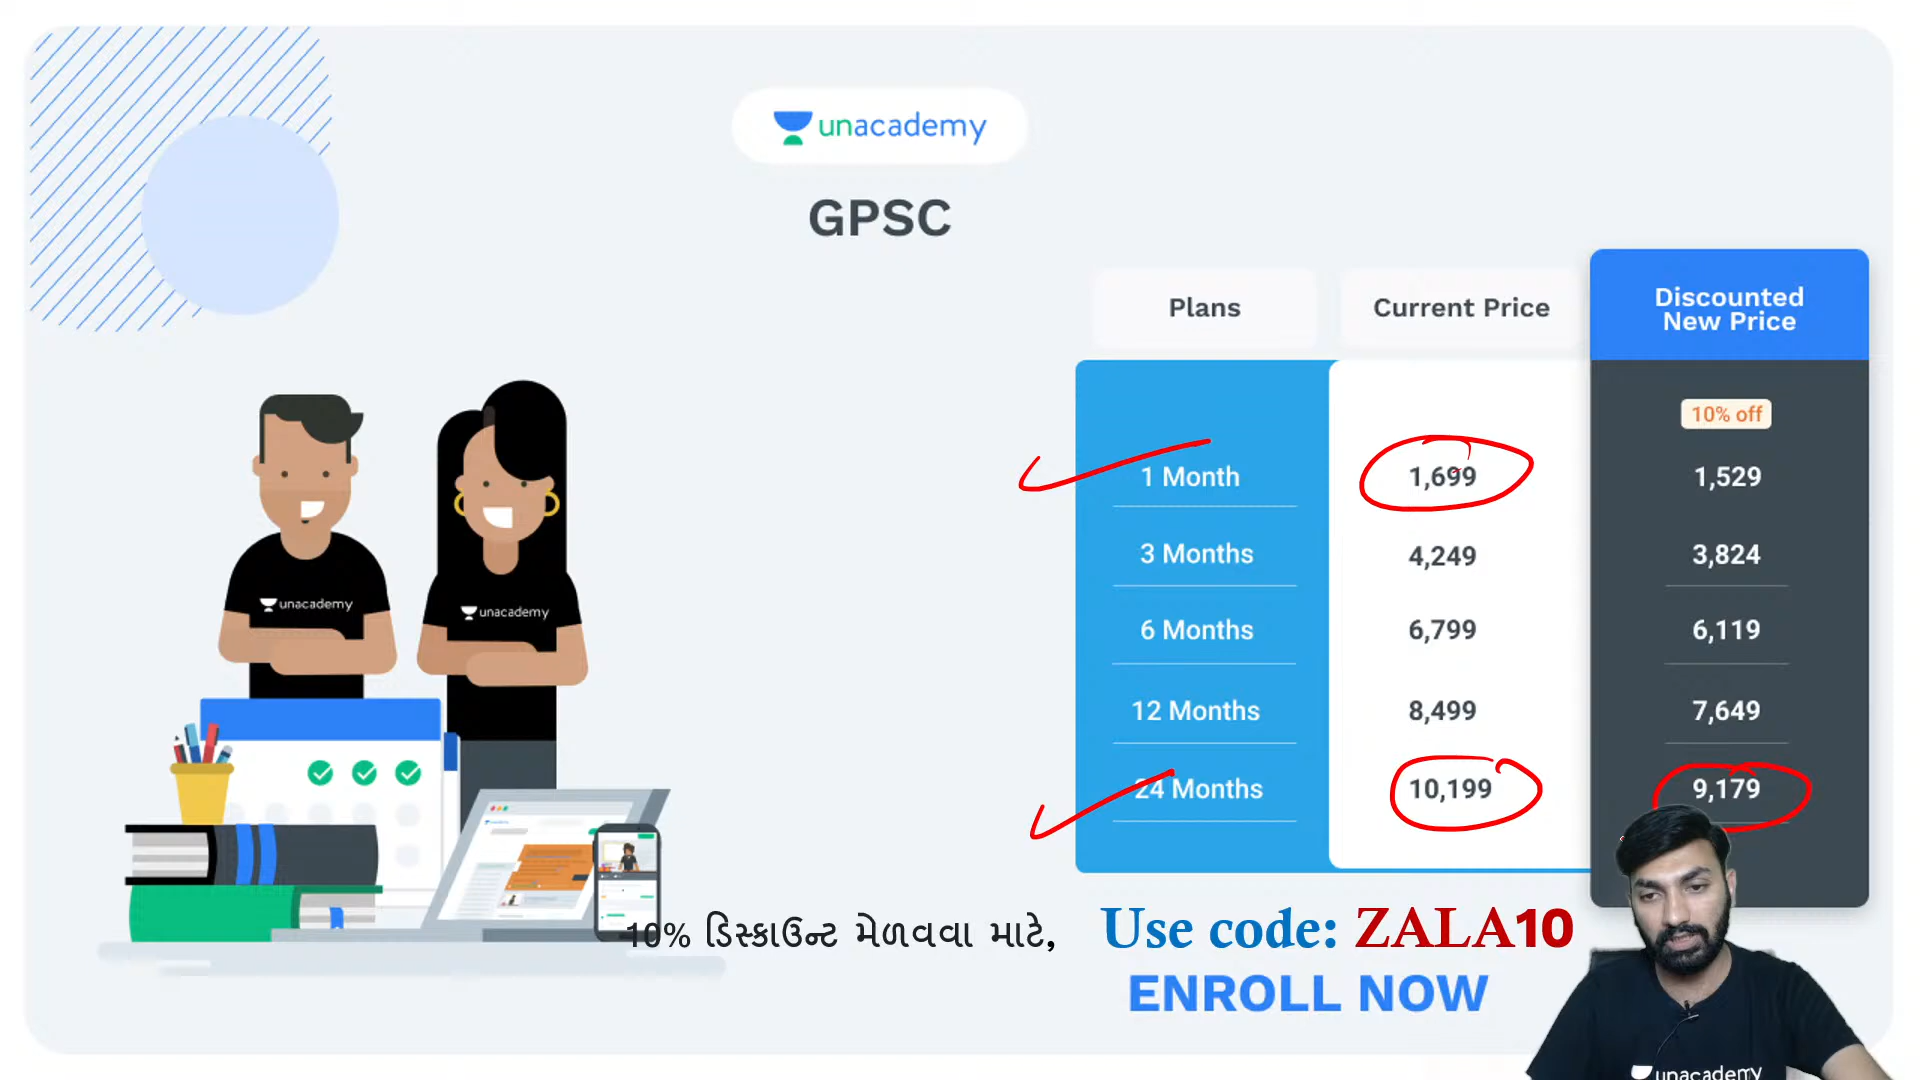 unacademy
GPSC
Plans
Current Price
Discounted
New Price
10% off
1 Month
1,699
1,529
3 Months
4,249
3,824
6 Months
6,799
6,119
12 Months
8,499
7,649
24 Months
10,199
9,179
unacademy
unacademy
10% ડિસ્કાઉન્ટ મેળવવા માટે,
Use code: ZALA10
ENROLL NOW
unacademy